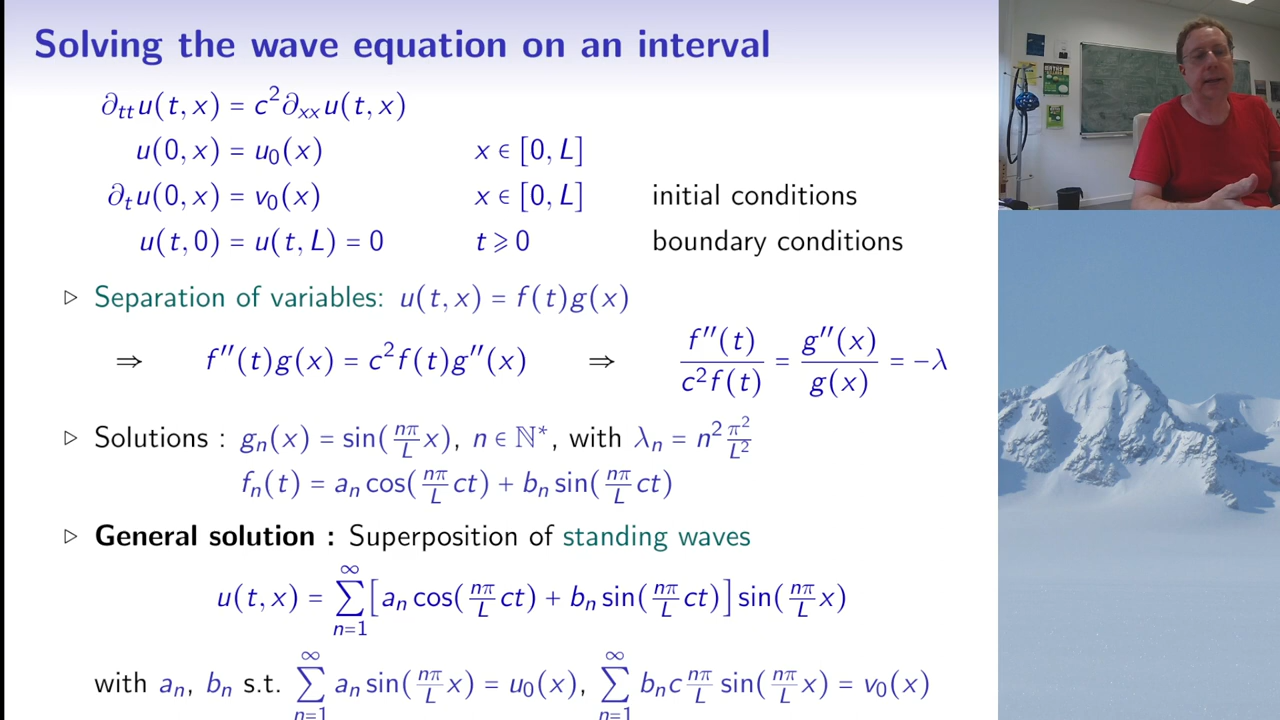 Solving the wave equation on an interval
∂ₜₜu(t, x) = c²∂ₓₓu(t, x)
u(0, x) = u₀(x) x ∈ [0, L]
∂ₜu(0, x) = v₀(x) x ∈ [0, L] initial conditions
u(t, 0) = u(t, L) = 0 t ⩾ 0 boundary conditions
▷ Separation of variables: u(t, x) = f(t)g(x)
⇒ f″(t)g(x) = c²f(t)g″(x) ⇒ f″(t)/c²f(t) = g″(x)/g(x) = −λ
▷ Solutions : gₙ(x) = sin(nπ/L x), n ∈ ℕ*, with λₙ = n² π²/L²
fₙ(t) = aₙ cos(nπ/L ct) + bₙ sin(nπ/L ct)
▷ General solution : Superposition of standing waves
u(t, x) = ∑_{n=1}^{∞} [aₙ cos(nπ/L ct) + bₙ sin(nπ/L ct)] sin(nπ/L x)
with aₙ, bₙ s.t. ∑_{n=1}^{∞} aₙ sin(nπ/L x) = u₀(x), ∑_{n=1}^{∞} bₙc nπ/L sin(nπ/L x) = v₀(x)